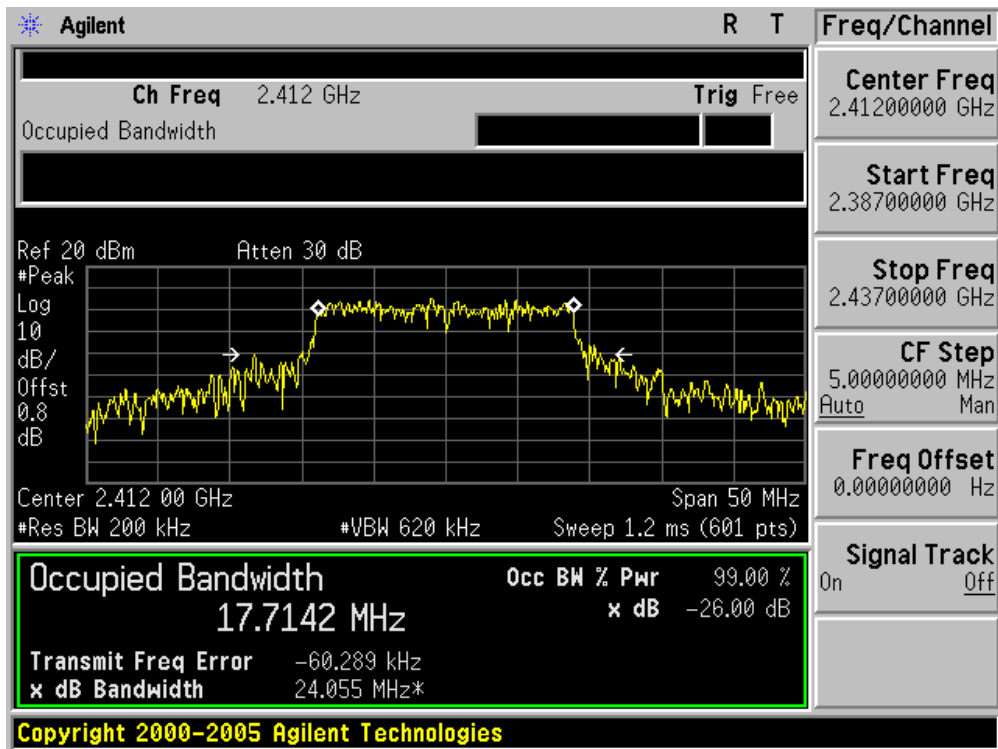 Agilent R T Freq/Channel
Ch Freq 2.412 GHz Trig Free
Occupied Bandwidth
Center Freq
2.41200000 GHz
Start Freq
2.38700000 GHz
Stop Freq
2.43700000 GHz
CF Step
5.00000000 MHz
Auto Man
Freq Offset
0.00000000 Hz
Signal Track
On Off
Ref 20 dBm Atten 30 dB
#Peak
Log
10
dB/
Offst
0.8
dB
Center 2.412 00 GHz Span 50 MHz
#Res BW 200 kHz #VBW 620 kHz Sweep 1.2 ms (601 pts)
Occupied Bandwidth Occ BW % Pwr 99.00 %
17.7142 MHz x dB -26.00 dB
Transmit Freq Error -60.289 kHz
x dB Bandwidth 24.055 MHz*
Copyright 2000-2005 Agilent Technologies